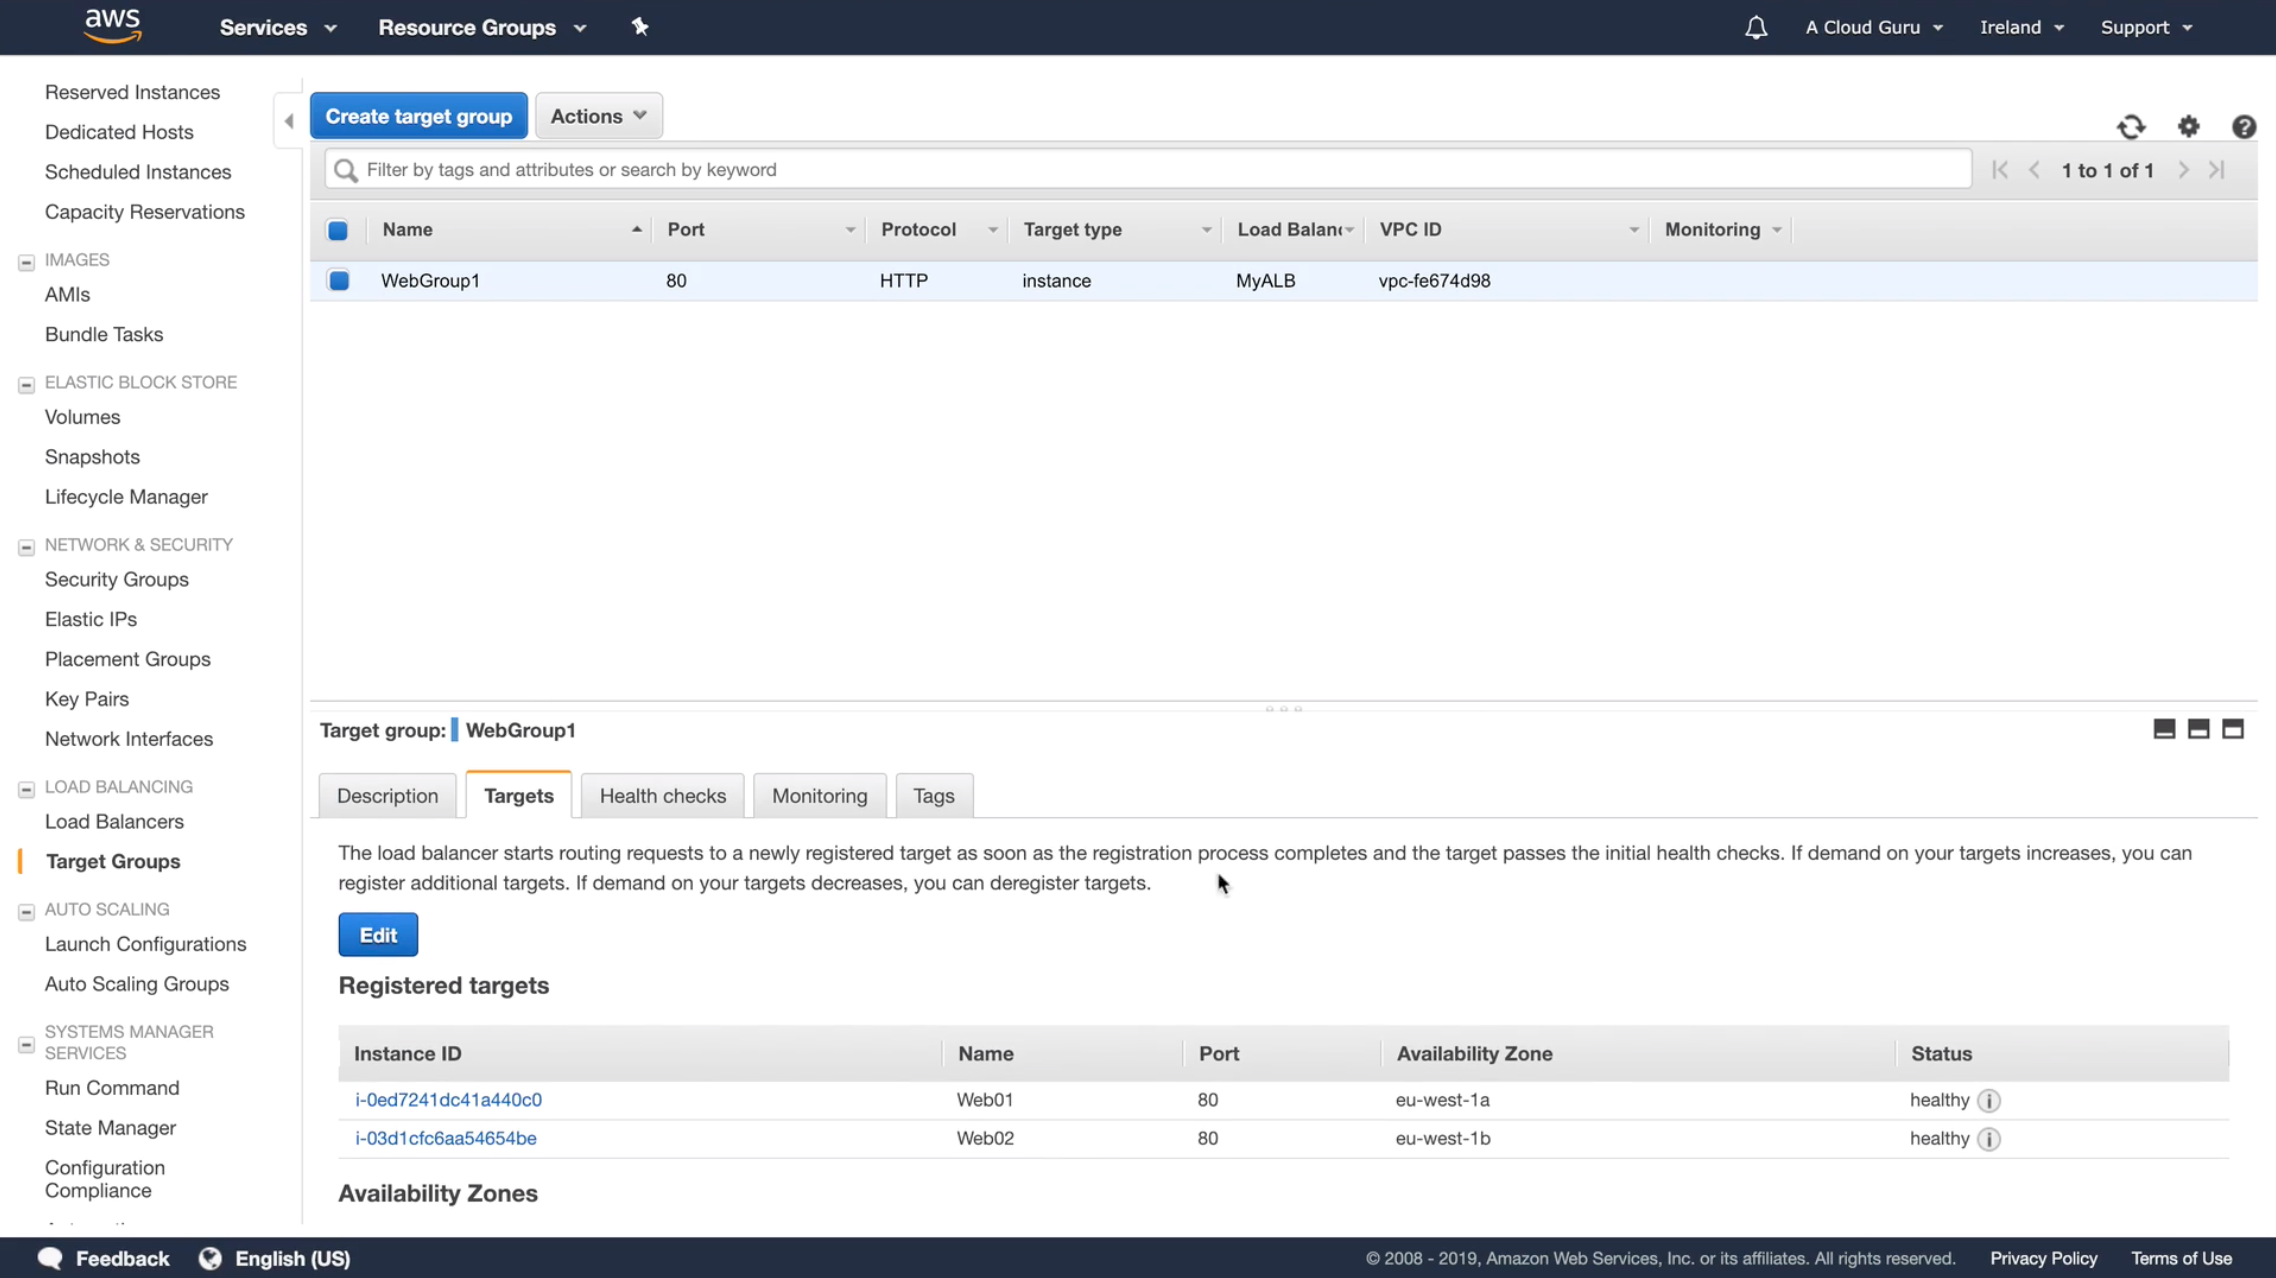 aws
Services
Resource Groups
A Cloud Guru
Ireland
Support
Reserved Instances
Dedicated Hosts
Scheduled Instances
Capacity Reservations
IMAGES
AMIs
Bundle Tasks
ELASTIC BLOCK STORE
Volumes
Snapshots
Lifecycle Manager
NETWORK & SECURITY
Security Groups
Elastic IPs
Placement Groups
Key Pairs
Network Interfaces
LOAD BALANCING
Load Balancers
Target Groups
AUTO SCALING
Launch Configurations
Auto Scaling Groups
SYSTEMS MANAGER
SERVICES
Run Command
State Manager
Configuration
Compliance
Create target group
Actions
Filter by tags and attributes or search by keyword
1 to 1 of 1
Name Port Protocol Target type Load Balanc VPC ID Monitoring
WebGroup1 80 HTTP instance MyALB vpc-fe674d98
Target group: WebGroup1
Description Targets Health checks Monitoring Tags
The load balancer starts routing requests to a newly registered target as soon as the registration process completes and the target passes the initial health checks. If demand on your targets increases, you can
register additional targets. If demand on your targets decreases, you can deregister targets.
Edit
Registered targets
Instance ID Name Port Availability Zone Status
i-0ed7241dc41a440c0 Web01 80 eu-west-1a healthy
i-03d1cfc6aa54654be Web02 80 eu-west-1b healthy
Availability Zones
Feedback
English (US)
© 2008 - 2019, Amazon Web Services, Inc. or its affiliates. All rights reserved.
Privacy Policy
Terms of Use